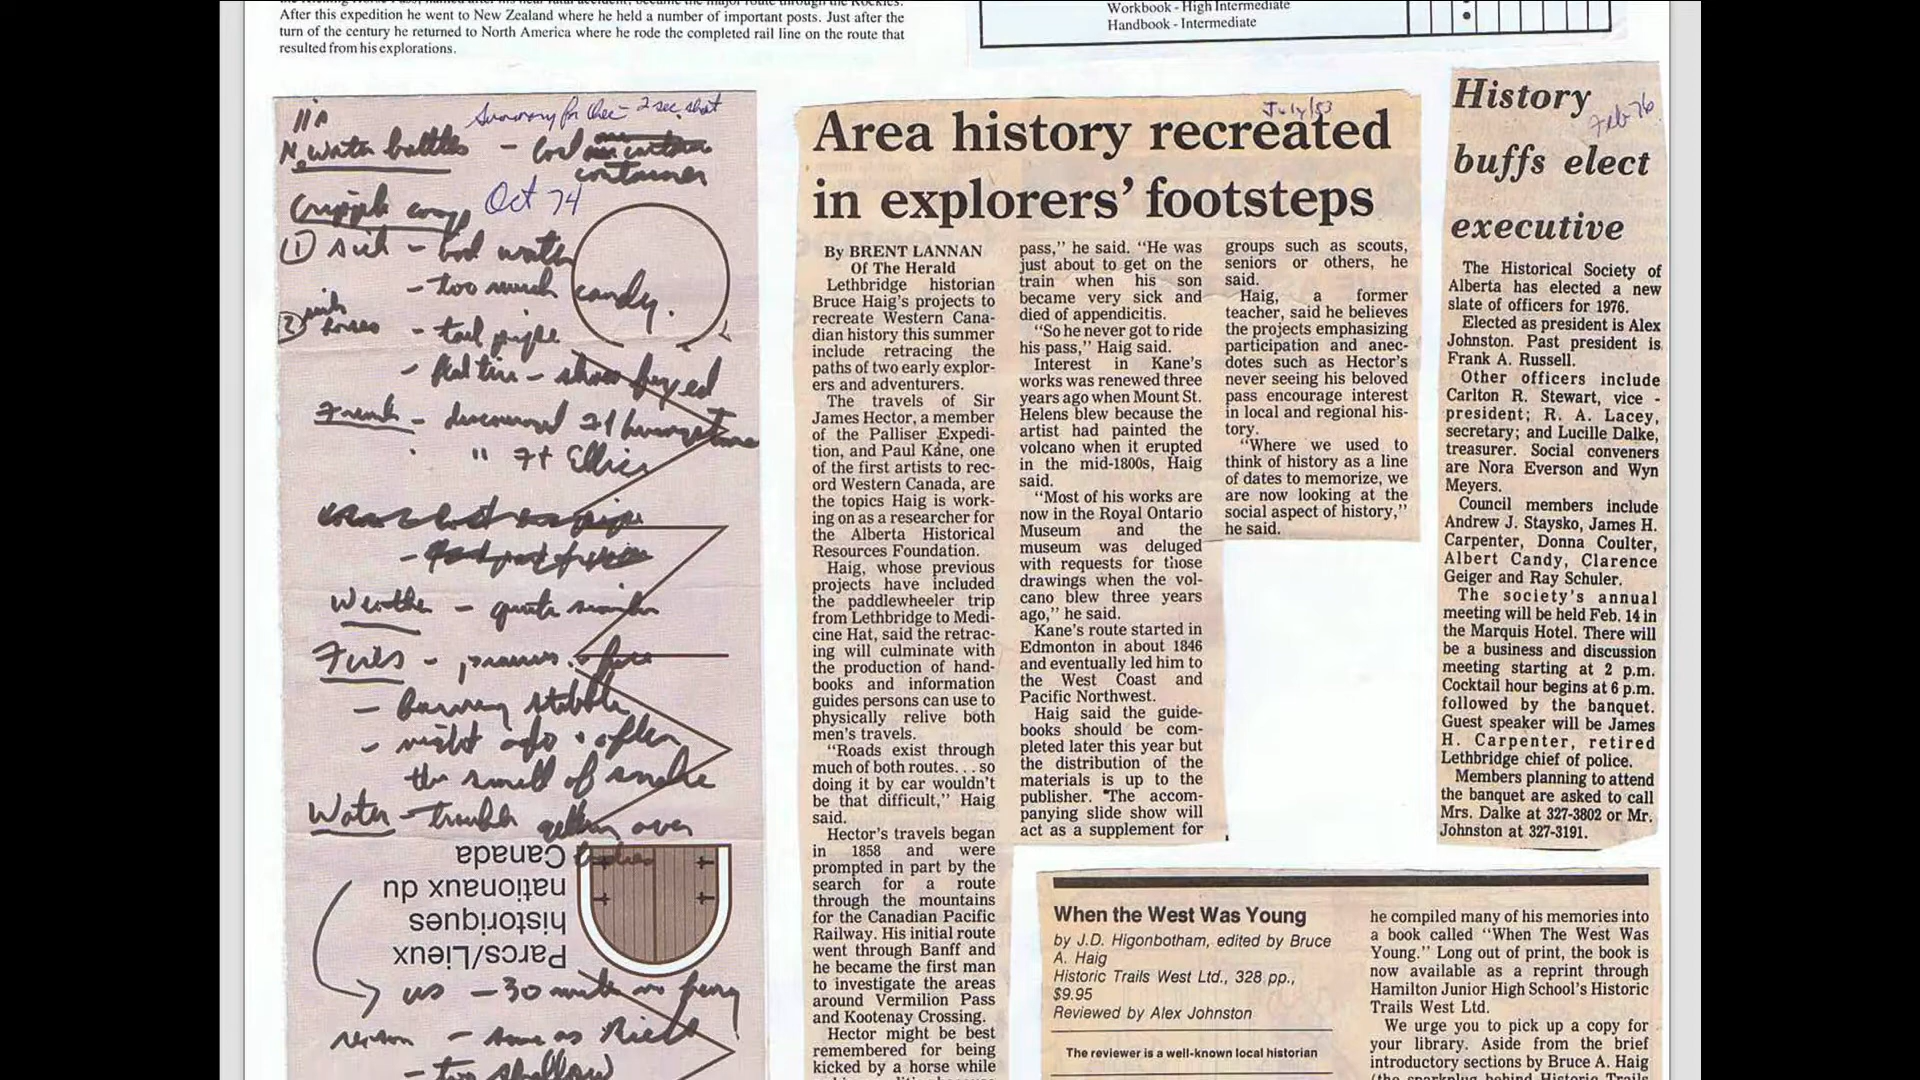 After this expedition he went to New Zealand where he held a number of important posts. Just after the
turn of the century he returned to North America where he rode the completed rail line on the route that
resulted from his explorations.
Workbook - High Intermediate
Handbook - Intermediate
Water bottles
container
Oct 74
① sick - bad water
- too much candy.
②
- tail pipe
- flat tire - show
- discovered
" Ft Ellice
Weather - quite similar
Fires
- burning stubble
the smell of smoke
Water - trouble getting over
Parcs/Lieux
historiques
nationaux du
Canada
US - 30
- too shallow
July/83
Area history recreated
in explorers’ footsteps
By BRENT LANNAN
Of The Herald
Lethbridge historian
Bruce Haig’s projects to
recreate Western Cana-
dian history this summer
include retracing the
paths of two early explor-
ers and adventurers.
The travels of Sir
James Hector, a member
of the Palliser Expedi-
tion, and Paul Kane, one
of the first artists to rec-
ord Western Canada, are
the topics Haig is work-
ing on as a researcher for
the Alberta Historical
Resources Foundation.
Haig, whose previous
projects have included
the paddlewheeler trip
from Lethbridge to Medi-
cine Hat, said the retrac-
ing will culminate with
the production of hand-
books and information
guides persons can use to
physically relive both
men’s travels.
“Roads exist through
much of both routes. . . so
doing it by car wouldn’t
be that difficult,” Haig
said.
Hector’s travels began
in 1858 and were
prompted in part by the
search for a route
through the mountains
for the Canadian Pacific
Railway. His initial route
went through Banff and
he became the first man
to investigate the areas
around Vermilion Pass
and Kootenay Crossing.
Hector might be best
remembered for being
kicked by a horse while
pass,” he said. “He was
just about to get on the
train when his son
became very sick and
died of appendicitis.
“So he never got to ride
his pass,” Haig said.
Interest in Kane’s
works was renewed three
years ago when Mount St.
Helens blew because the
artist had painted the
volcano when it erupted
in the mid-1800s, Haig
said.
“Most of his works are
now in the Royal Ontario
Museum and the
museum was deluged
with requests for those
drawings when the vol-
cano blew three years
ago,” he said.
Kane’s route started in
Edmonton in about 1846
and eventually led him to
the West Coast and
Pacific Northwest.
Haig said the guide-
books should be com-
pleted later this year but
the distribution of the
materials is up to the
publisher. “The accom-
panying slide show will
act as a supplement for
groups such as scouts,
seniors or others, he
said.
Haig, a former
teacher, said he believes
the projects emphasizing
participation and anec-
dotes such as Hector’s
never seeing his beloved
pass encourage interest
in local and regional his-
tory.
“Where we used to
think of history as a line
of dates to memorize, we
are now looking at the
social aspect of history,”
he said.
History
Feb 76
buffs elect
executive
The Historical Society of
Alberta has elected a new
slate of officers for 1976.
Elected as president is Alex
Johnston. Past president is
Frank A. Russell.
Other officers include
Carlton R. Stewart, vice -
president; R. A. Lacey,
secretary; and Lucille Dalke,
treasurer. Social conveners
are Nora Everson and Wyn
Meyers.
Council members include
Andrew J. Staysko, James H.
Carpenter, Donna Coulter,
Albert Candy, Clarence
Geiger and Ray Schuler.
The society’s annual
meeting will be held Feb. 14 in
the Marquis Hotel. There will
be a business and discussion
meeting starting at 2 p.m.
Cocktail hour begins at 6 p.m.
followed by the banquet.
Guest speaker will be James
H. Carpenter, retired
Lethbridge chief of police.
Members planning to attend
the banquet are asked to call
Mrs. Dalke at 327-3802 or Mr.
Johnston at 327-3191.
When the West Was Young
by J.D. Higonbotham, edited by Bruce
A. Haig
Historic Trails West Ltd., 328 pp.,
$9.95
Reviewed by Alex Johnston
The reviewer is a well-known local historian
he compiled many of his memories into
a book called “When The West Was
Young.” Long out of print, the book is
now available as a reprint through
Hamilton Junior High School’s Historic
Trails West Ltd.
We urge you to pick up a copy for
your library. Aside from the brief
introductory sections by Bruce A. Haig